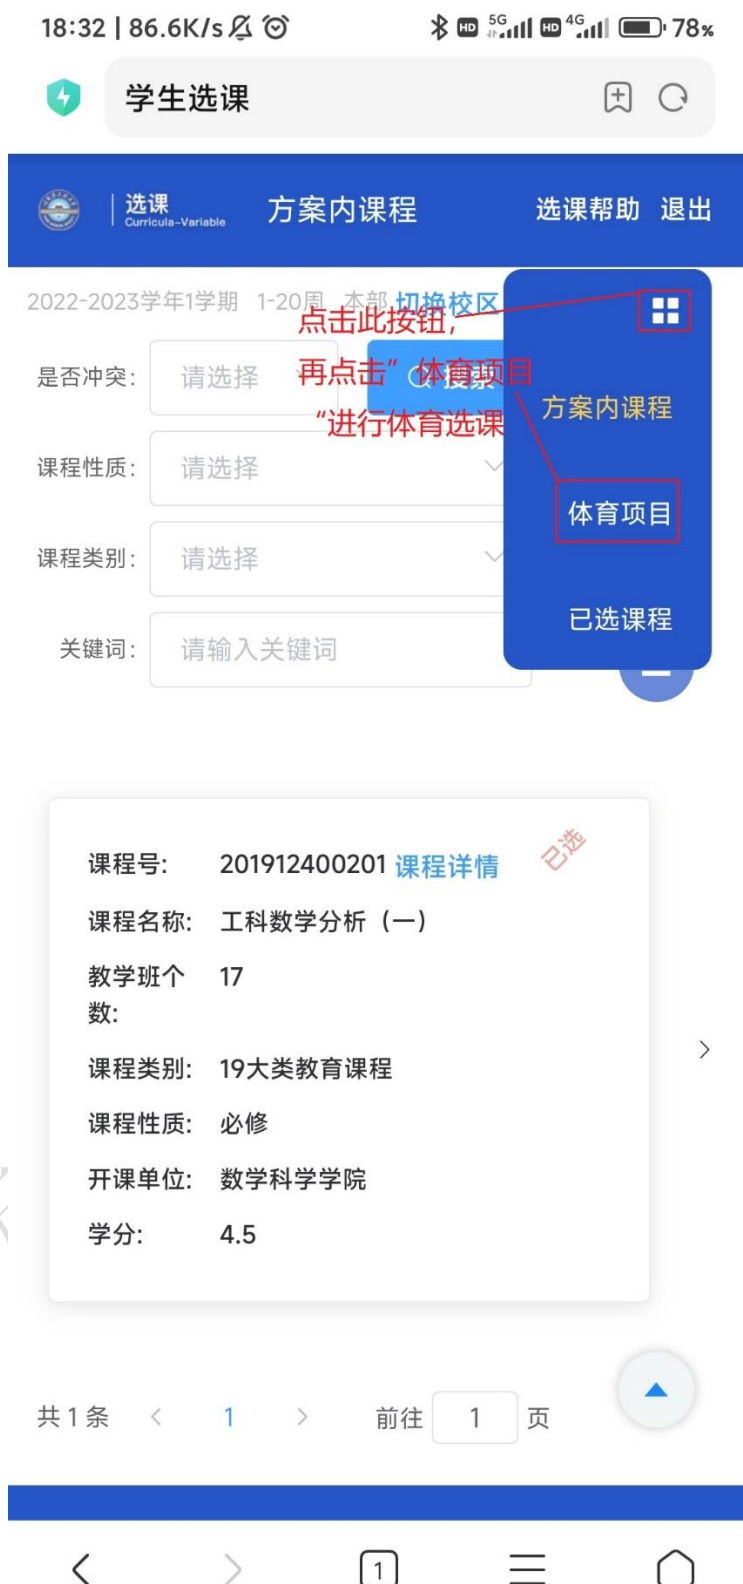 18:32 | 86.6K/s
HD 5G HD 4G 78%
学生选课
选课
Curricula-Variable
方案内课程
选课帮助 退出
2022-2023学年1学期 1-20周 本部 切换校区
点击此按钮，
是否冲突: 请选择 搜索
再点击”体育项目
“进行体育选课
方案内课程
课程性质: 请选择
体育项目
课程类别: 请选择
已选课程
关键词: 请输入关键词
已选
课程号: 201912400201 课程详情
课程名称: 工科数学分析（一）
教学班个数: 17
课程类别: 19大类教育课程
课程性质: 必修
开课单位: 数学科学学院
学分: 4.5
共 1 条 < 1 > 前往 1 页
1